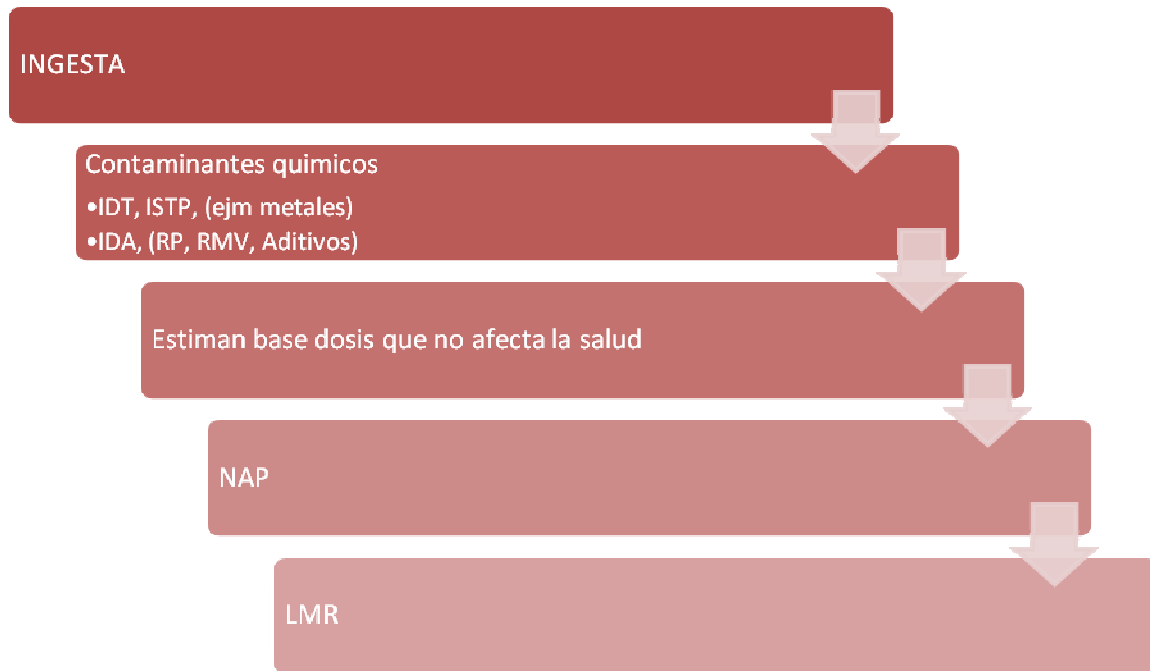 INGESTA
Contaminantes quimicos
•IDT, ISTP, (ejm metales)
•IDA, (RP, RMV, Aditivos)
Estiman base dosis que no afecta la salud
NAP
LMR